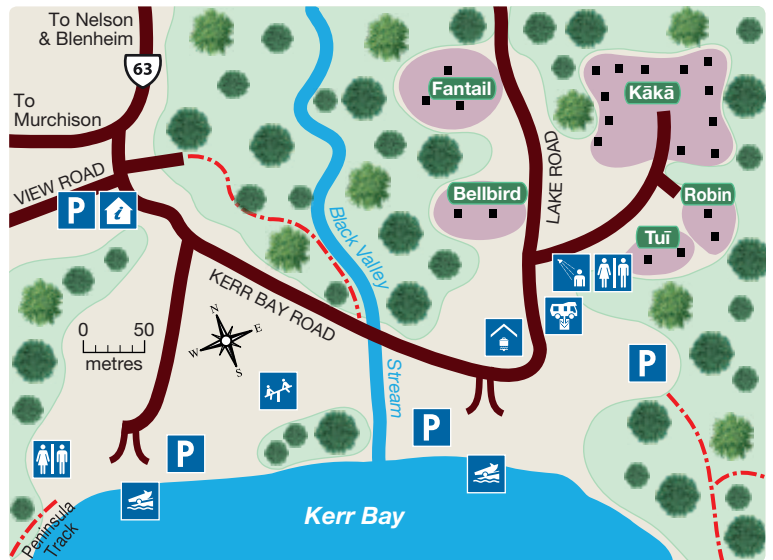 To Nelson
& Blenheim
63
To
Murchison
VIEW ROAD
P
i
Fantail
Kākā
LAKE ROAD
Bellbird
Robin
Tuī
Black Valley
Stream
KERR BAY ROAD
N
E
W
S
0 50
metres
P
P
P
Kerr Bay
Peninsula
Track